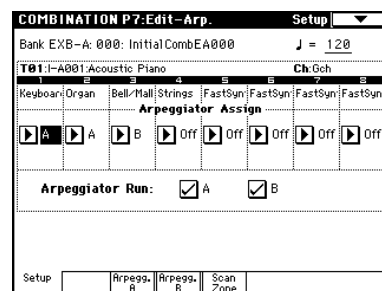 COMBINATION P7:Edit-Arp. Setup
Bank EXB-A: 000: InitialCombEA000 ♩ = 120
T01:I-A001:Acoustic Piano Ch:Gch
1 2 3 4 5 6 7 8
Keyboar Organ Bell/Mall Strings FastSyn FastSyn FastSyn FastSyn
Arpeggiator Assign
A A B Off Off Off Off Off
Arpeggiator Run: A B
Setup Arpegg. A Arpegg. B Scan Zone